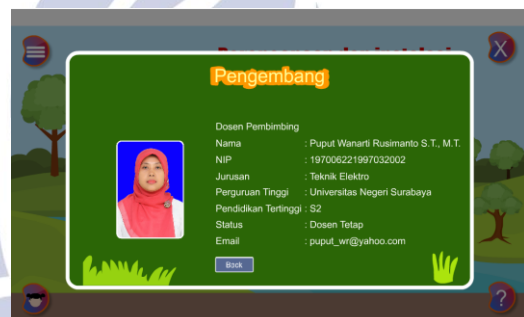 X
Pengembang
Dosen Pembimbing
Nama : Puput Wanarti Rusimanto S.T., M.T.
NIP : 197006221997032002
Jurusan : Teknik Elektro
Perguruan Tinggi : Universitas Negeri Surabaya
Pendidikan Tertinggi : S2
Status : Dosen Tetap
Email : puput_wr@yahoo.com
Back
?